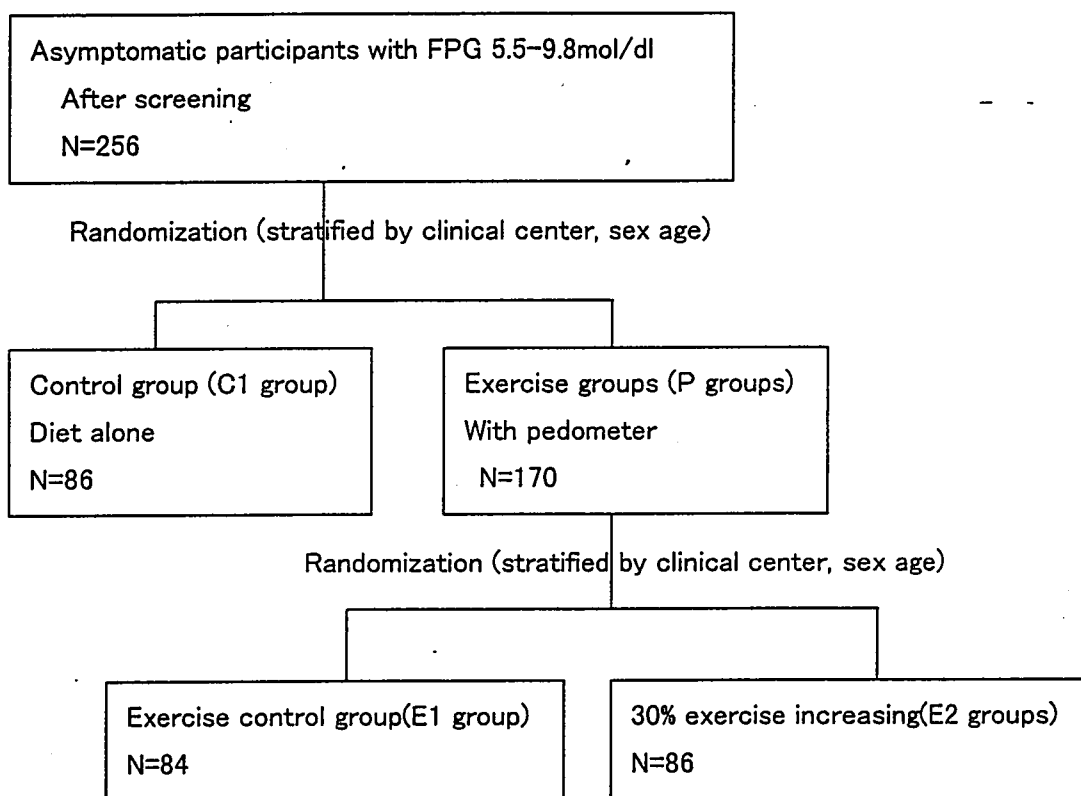 Asymptomatic participants with FPG 5.5-9.8mol/dl
After screening
N=256
Randomization (stratified by clinical center, sex age)
Control group (C1 group)
Diet alone
N=86
Exercise groups (P groups)
With pedometer
N=170
Randomization (stratified by clinical center, sex age)
Exercise control group(E1 group)
N=84
30% exercise increasing(E2 groups)
N=86